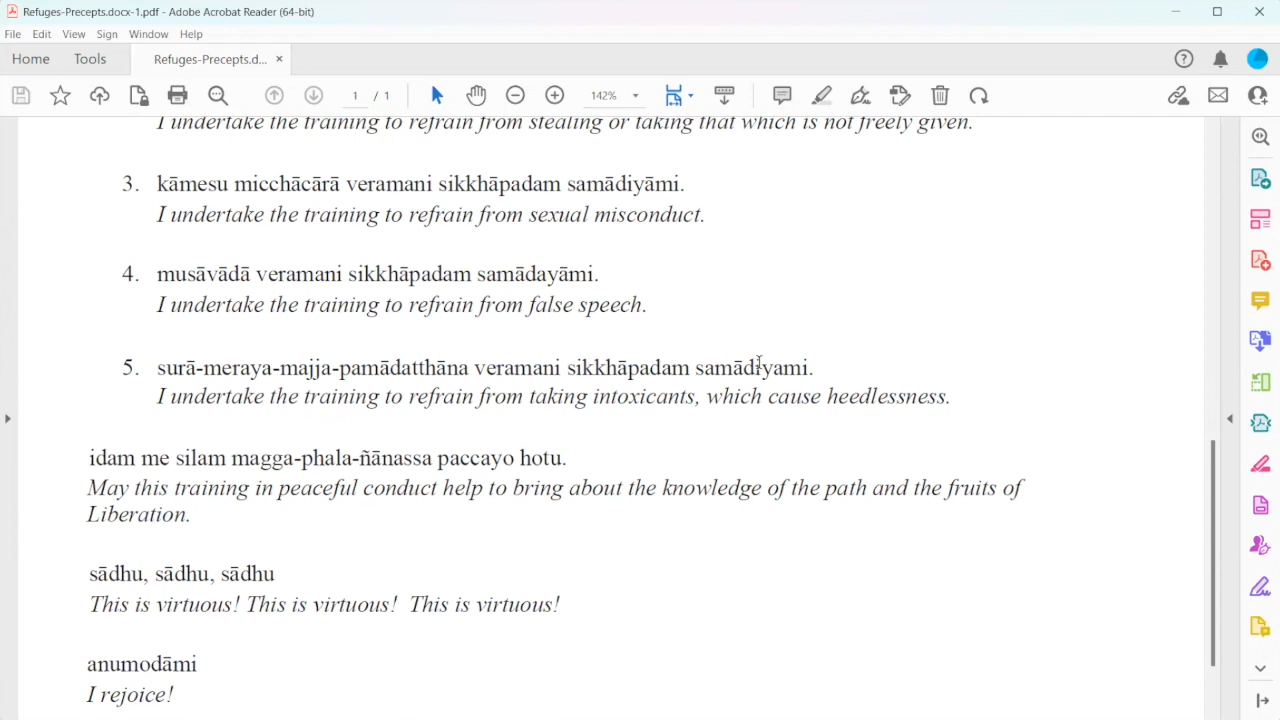 Refuges-Precepts.docx-1.pdf - Adobe Acrobat Reader (64-bit)
File Edit View Sign Window Help
Home Tools Refuges-Precepts.d... ×
1 / 1 142%
I undertake the training to refrain from stealing or taking that which is not freely given.
3. kāmesu micchācārā veramani sikkhāpadam samādiyāmi.
I undertake the training to refrain from sexual misconduct.
4. musāvādā veramani sikkhāpadam samādayāmi.
I undertake the training to refrain from false speech.
5. surā-meraya-majja-pamādatthāna veramani sikkhāpadam samādiyami.
I undertake the training to refrain from taking intoxicants, which cause heedlessness.
idam me silam magga-phala-ñānassa paccayo hotu.
May this training in peaceful conduct help to bring about the knowledge of the path and the fruits of
Liberation.
sādhu, sādhu, sādhu
This is virtuous! This is virtuous! This is virtuous!
anumodāmi
I rejoice!